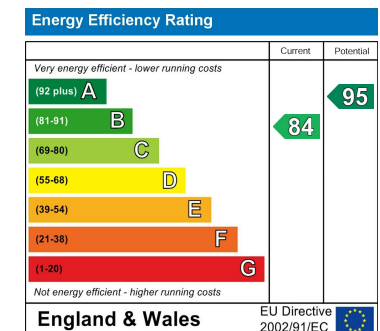 Energy Efficiency Rating
Current Potential
Very energy efficient - lower running costs
(92 plus) A
95
(81-91) B
84
(69-80) C
(55-68) D
(39-54) E
(21-38) F
(1-20) G
Not energy efficient - higher running costs
England & Wales
EU Directive
2002/91/EC